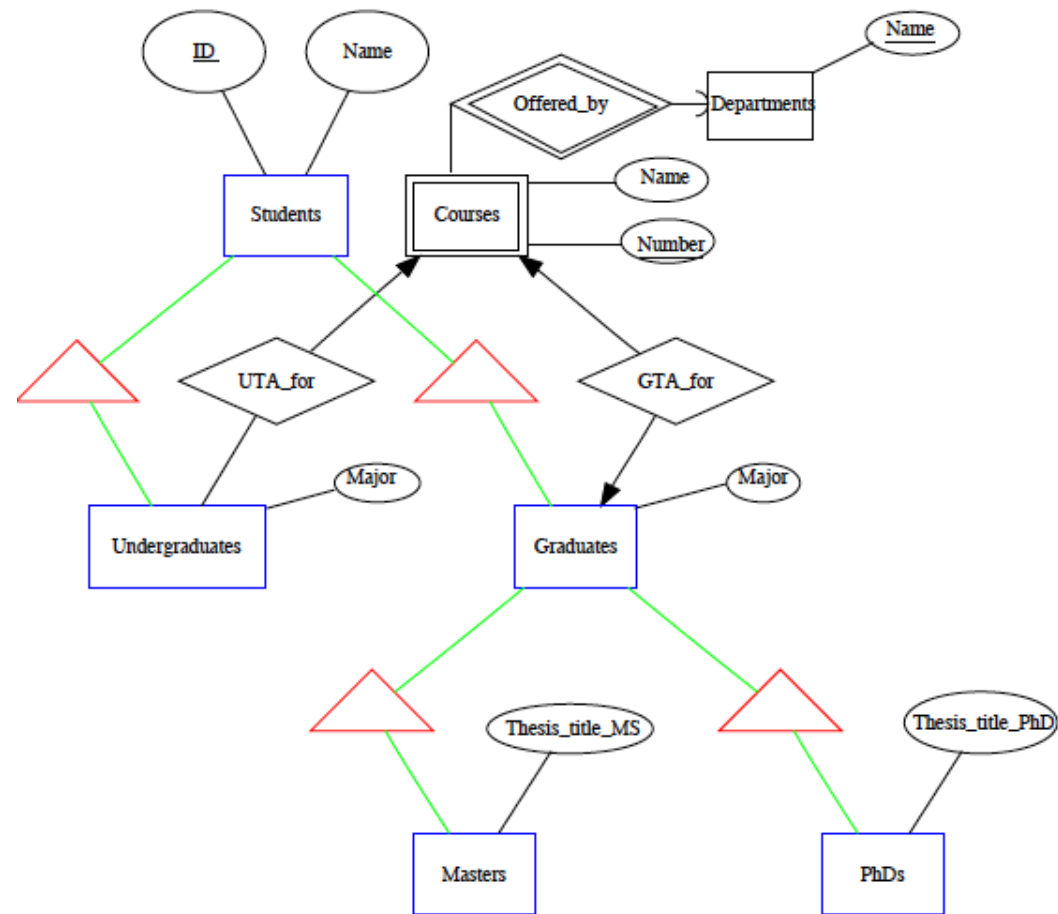 Name
ID
Name
Offered_by
Departments
Name
Students
Courses
Number
UTA_for
GTA_for
Major
Major
Undergraduates
Graduates
Thesis_title_MS
Thesis_title_PhD
Masters
PhDs